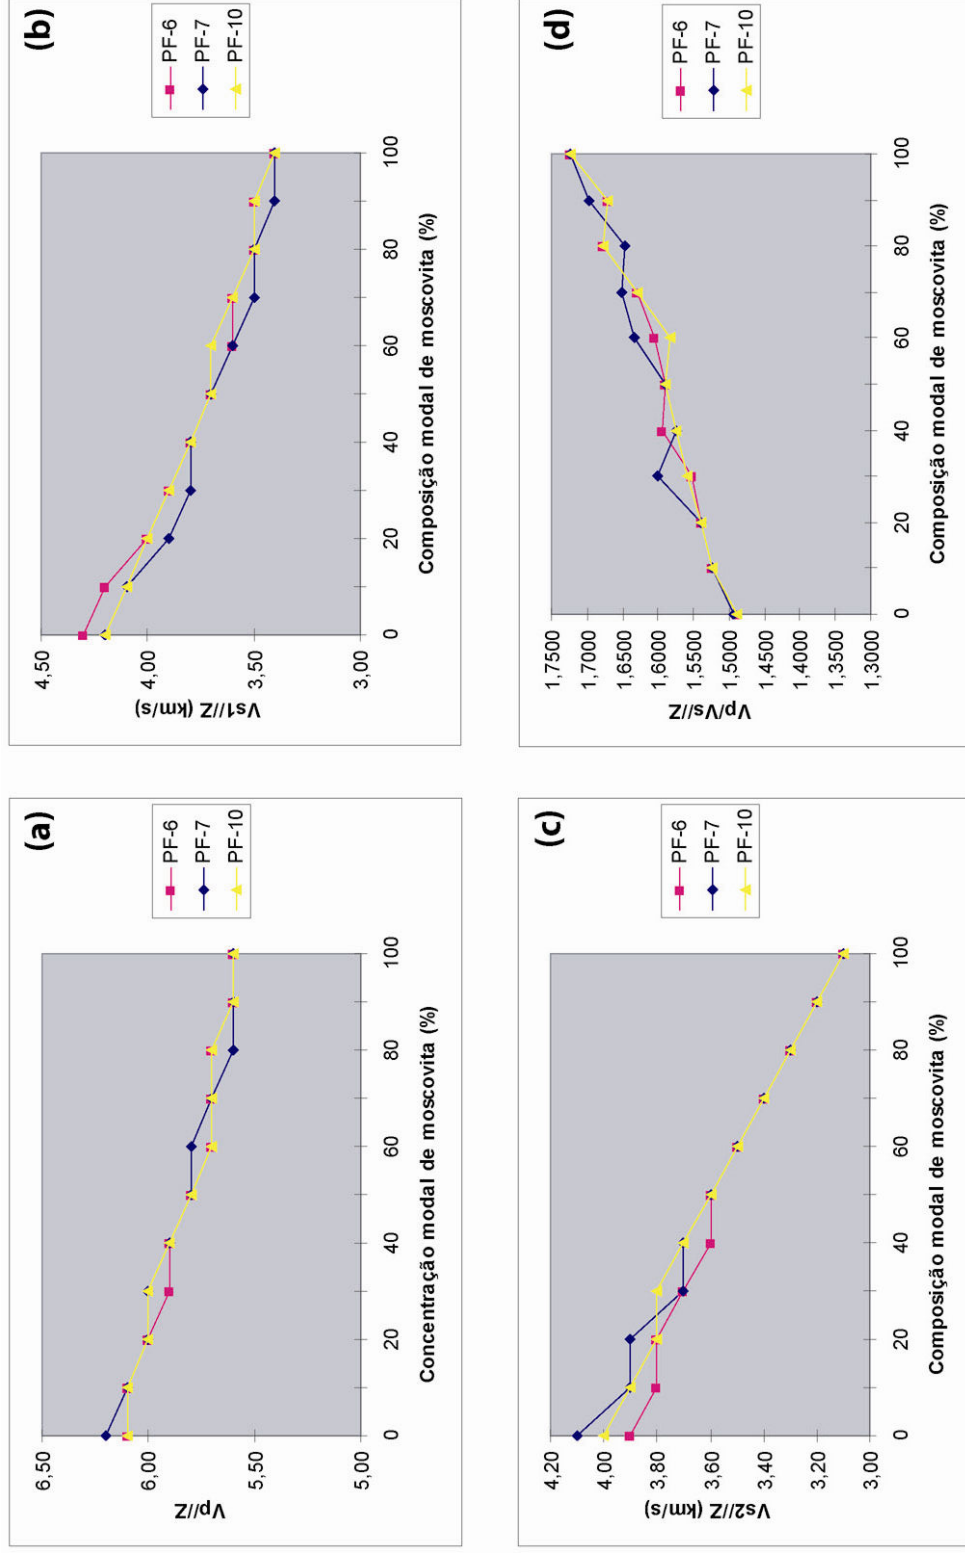 (a)
6,50
6,00
5,50
5,00
Vp//Z
0 20 40 60 80 100
Concentração modal de moscovita (%)
PF-6
PF-7
PF-10
(b)
4,50
4,00
3,50
3,00
Vs1//Z (km/s)
0 20 40 60 80 100
Composição modal de moscovita (%)
PF-6
PF-7
PF-10
(c)
4,20
4,00
3,80
3,60
3,40
3,20
3,00
Vs2//Z (km/s)
0 20 40 60 80 100
Composição modal de moscovita (%)
PF-6
PF-7
PF-10
(d)
1,7500
1,7000
1,6500
1,6000
1,5500
1,5000
1,4500
1,4000
1,3500
1,3000
Vp/Vs//Z
0 20 40 60 80 100
Composição modal de moscovita (%)
PF-6
PF-7
PF-10